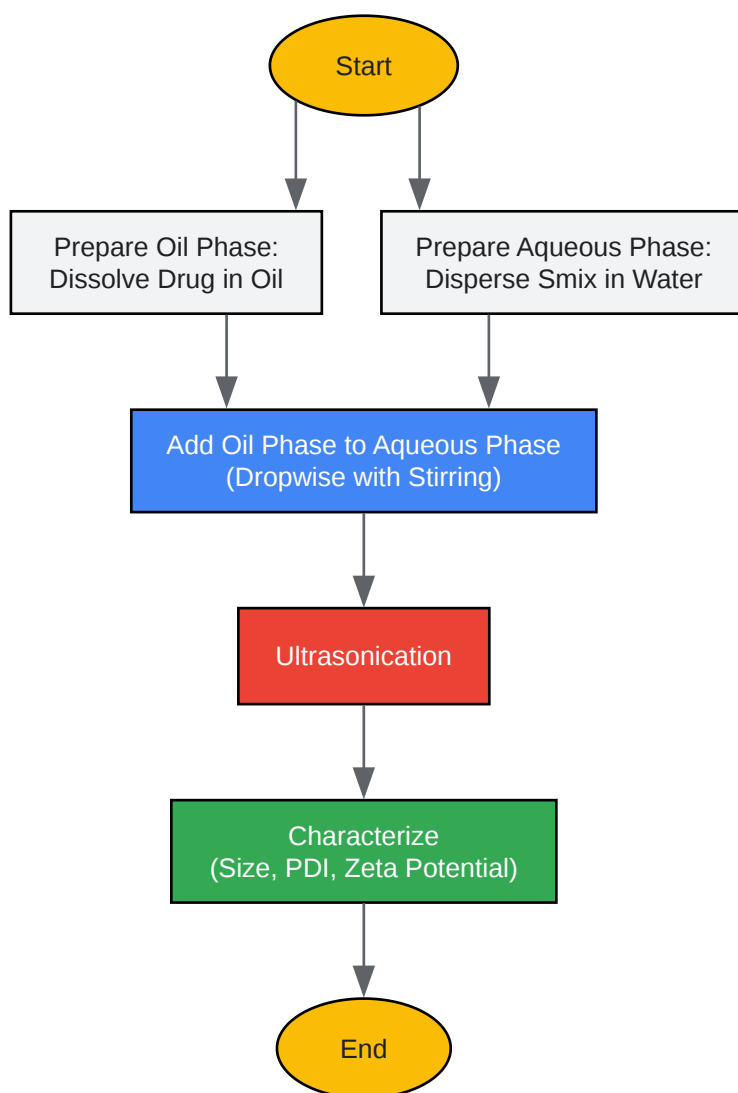 Start
Prepare Oil Phase:
Dissolve Drug in Oil
Prepare Aqueous Phase:
Disperse Smix in Water
Add Oil Phase to Aqueous Phase
(Dropwise with Stirring)
Ultrasonication
Characterize
(Size, PDI, Zeta Potential)
End